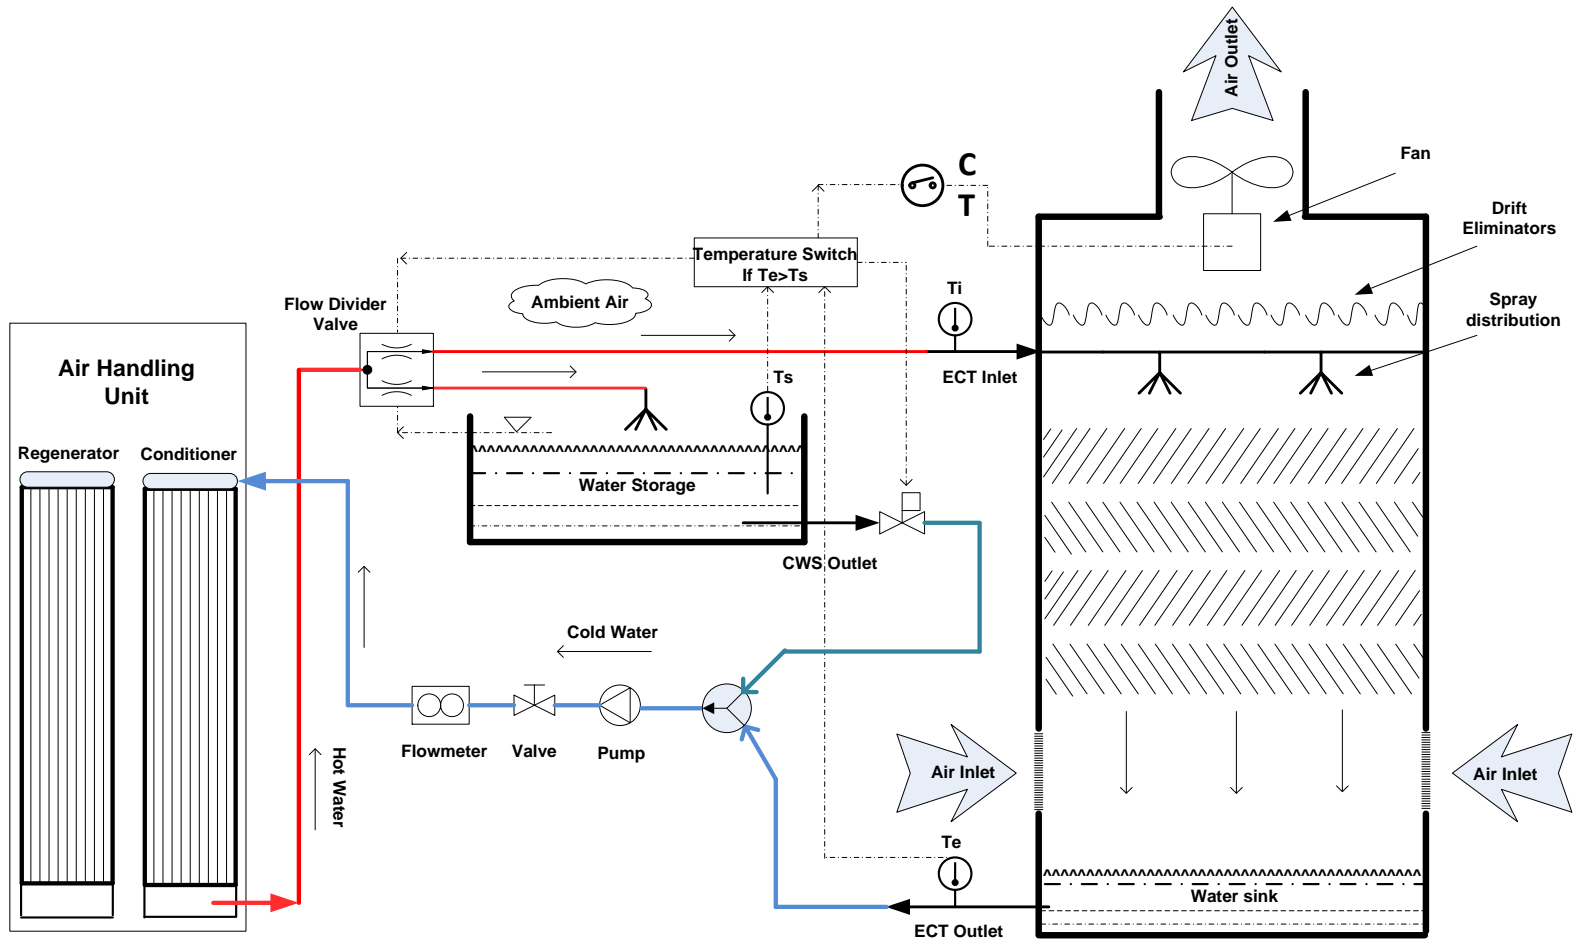 Air Outlet
C
T
Fan
Drift
Eliminators
Temperature Switch
If Te>Ts
Ti
Spray
distribution
Ambient Air
Flow Divider
Valve
Air Handling
Unit
Ts
ECT Inlet
Regenerator
Conditioner
Water Storage
CWS Outlet
Cold Water
Flowmeter
Valve
Pump
Hot Water
Air Inlet
Air Inlet
Te
Water sink
ECT Outlet